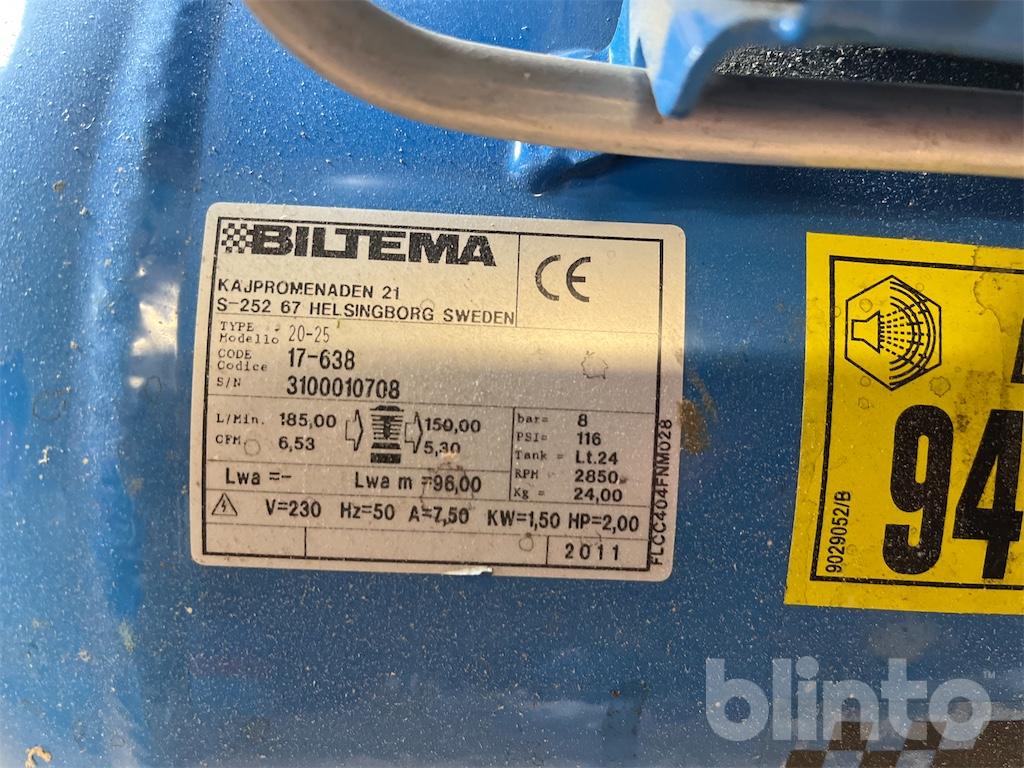 BILTEMA
CE
KAJPROMENADEN 21
S-252 67 HELSINGBORG SWEDEN
TYPE
Modello 20-25
CODE
Codice 17-638
S/N 3100010708
L/Min. 185,00 150,00
CFM. 6,53 5,30
bar= 8
PSI= 116
Tank= Lt.24
RPM = 2850
Kg = 24,00
Lwa =- Lwa m =96,00
V=230 Hz=50 A=7,50 KW=1,50 HP=2,00
2011
FLCC404FNM028
94
9029052/B
blinto™